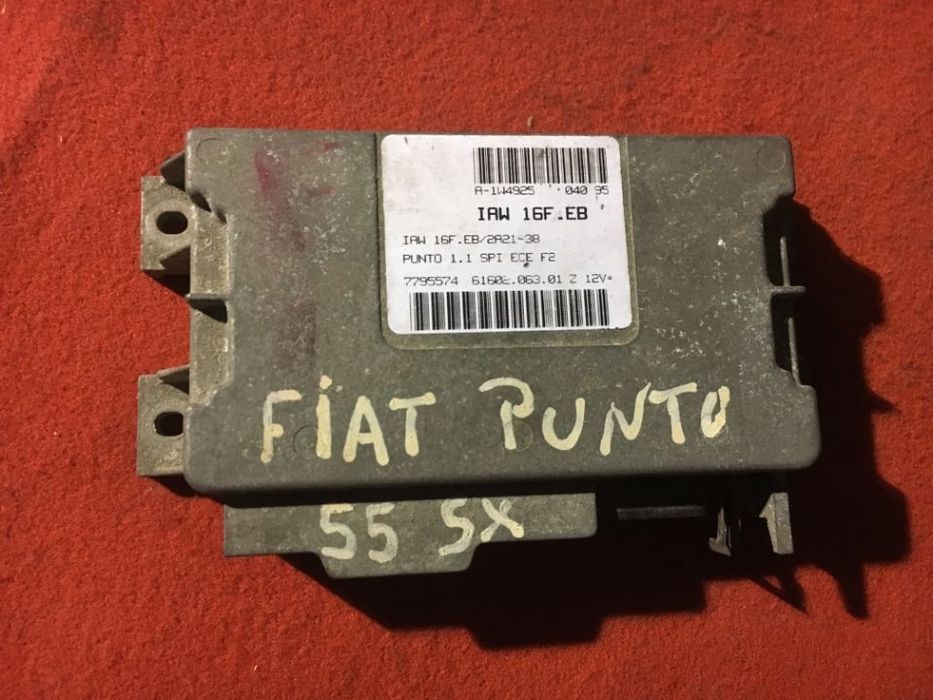 A-1W4925 040 95
IAW 16F.EB
IAW 16F.EB/2A21-38
PUNTO 1.1 SPI ECE F2
7795574 61602.063.01 Z 12V*
FiAT PUNTO
55 SX